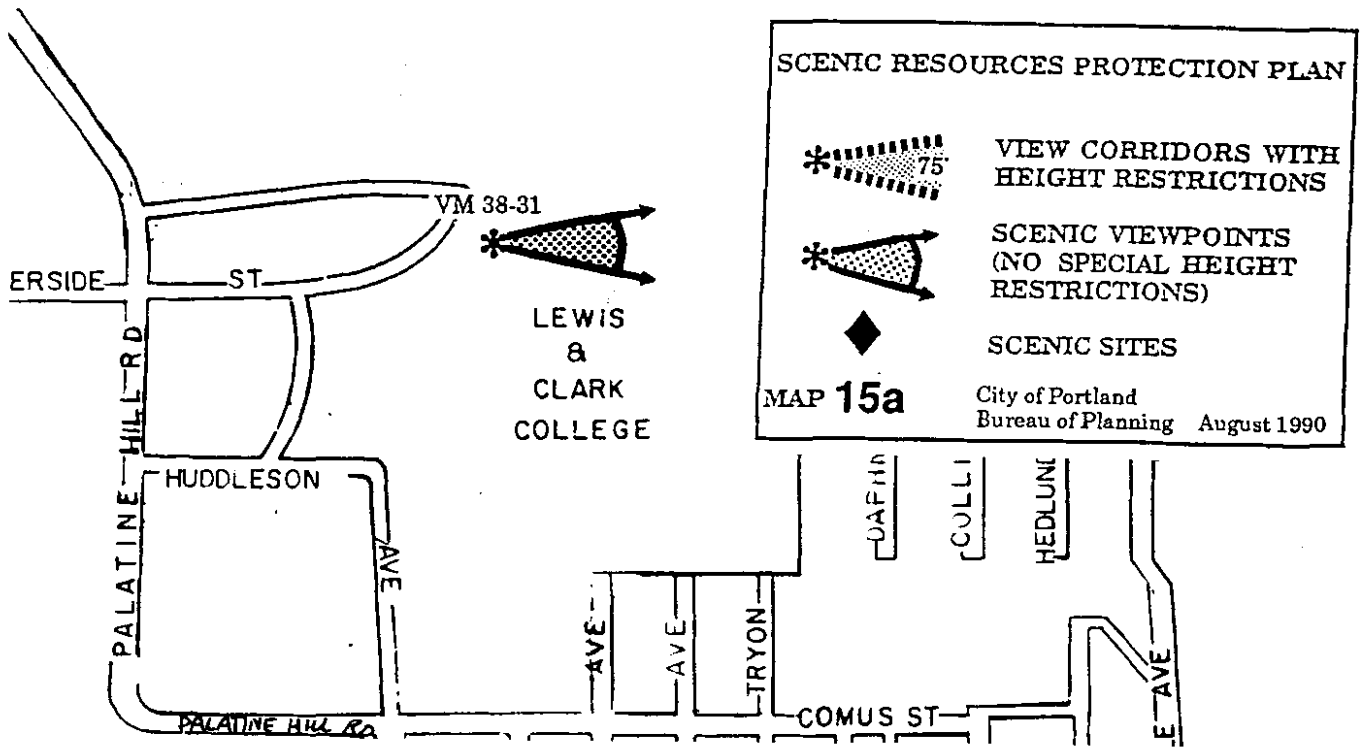 SCENIC RESOURCES PROTECTION PLAN
75'
VIEW CORRIDORS WITH
HEIGHT RESTRICTIONS
SCENIC VIEWPOINTS
(NO SPECIAL HEIGHT
RESTRICTIONS)
SCENIC SITES
MAP 15a
City of Portland
Bureau of Planning August 1990
VM 38-31
ERSIDE
ST
LEWIS
&
CLARK
COLLEGE
PALATINE HILL RD
HUDDLESON
AVE
AVE
AVE
TRYON
COLLI
HEDLUND
COMUS ST
E AVE
PALATINE HILL RD.